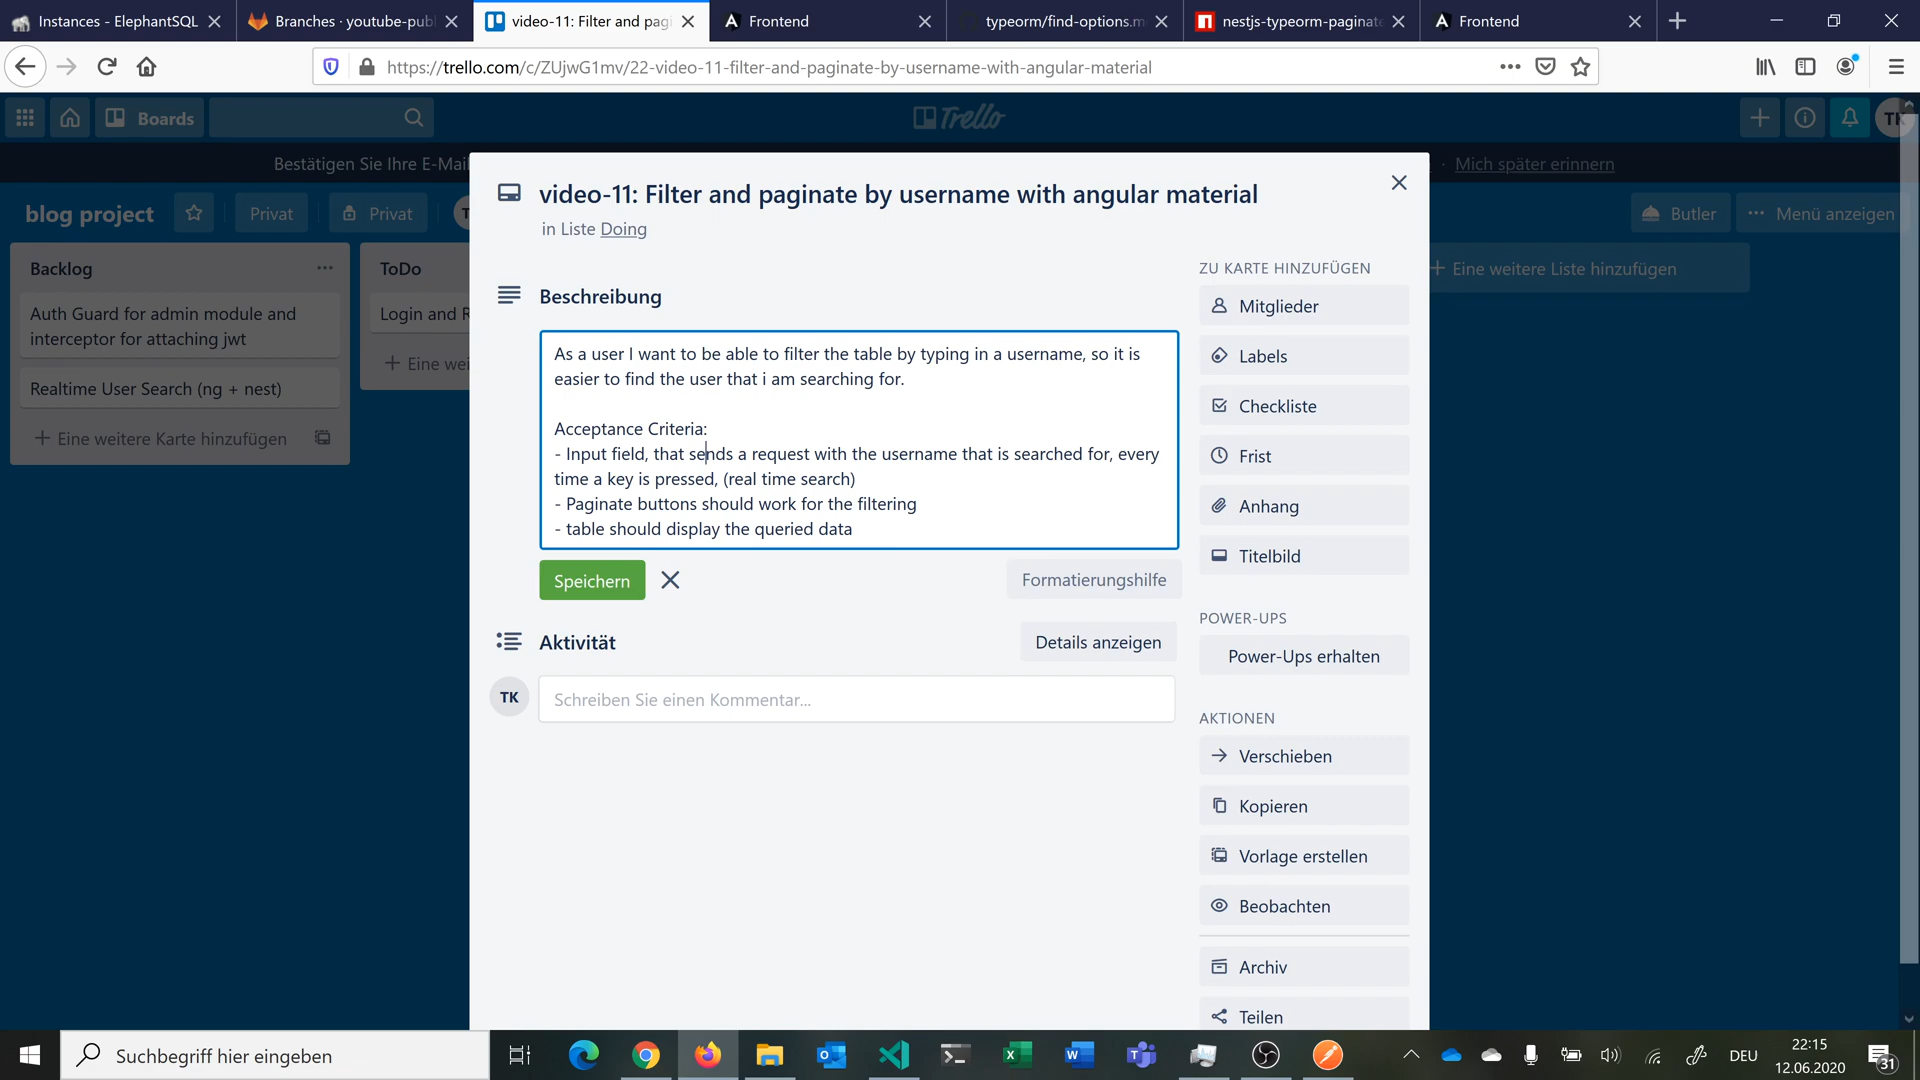 Instances - ElephantSQL
Branches · youtube-pub
video-11: Filter and pagi
Frontend
typeorm/find-options.m
nestjs-typeorm-paginate
Frontend
https://trello.com/c/ZUjwG1mv/22-video-11-filter-and-paginate-by-username-with-angular-material
Boards
Trello
TK
Bestätigen Sie Ihre E-Mail
· Mich später erinnern
blog project
Privat
Privat
T
Butler
Menü anzeigen
Backlog
Auth Guard for admin module and
interceptor for attaching jwt
Realtime User Search (ng + nest)
+ Eine weitere Karte hinzufügen
ToDo
Login and R
+ Eine wei
+ Eine weitere Liste hinzufügen
video-11: Filter and paginate by username with angular material
in Liste Doing
Beschreibung
As a user I want to be able to filter the table by typing in a username, so it is
easier to find the user that i am searching for.
Acceptance Criteria:
- Input field, that sends a request with the username that is searched for, every
time a key is pressed, (real time search)
- Paginate buttons should work for the filtering
- table should display the queried data
Speichern
Formatierungshilfe
Aktivität
Details anzeigen
TK
Schreiben Sie einen Kommentar...
ZU KARTE HINZUFÜGEN
Mitglieder
Labels
Checkliste
Frist
Anhang
Titelbild
POWER-UPS
Power-Ups erhalten
AKTIONEN
Verschieben
Kopieren
Vorlage erstellen
Beobachten
Archiv
Teilen
Suchbegriff hier eingeben
DEU
22:15
12.06.2020
31